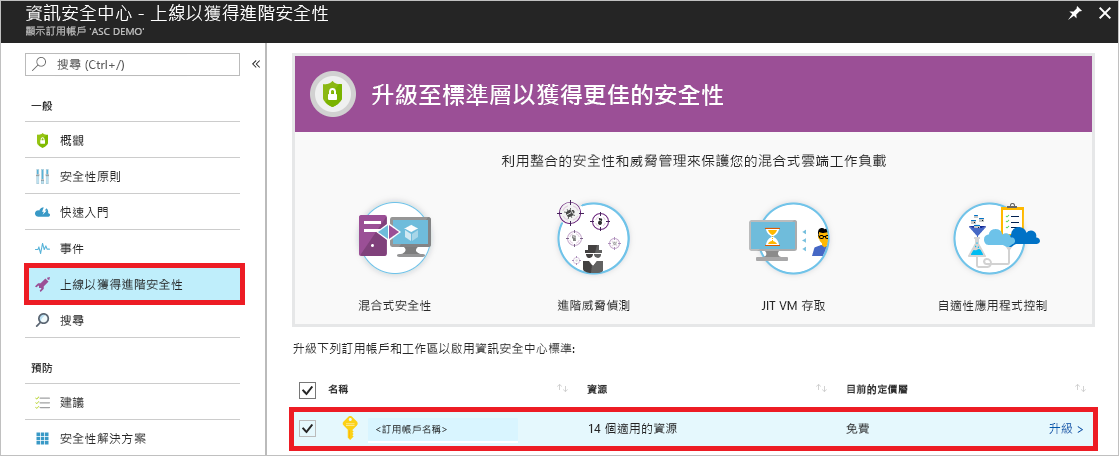 資訊安全中心 - 上線以獲得進階安全性
顯示訂用帳戶 'ASC DEMO'
搜尋 (Ctrl+/)
一般
概觀
安全性原則
快速入門
事件
上線以獲得進階安全性
搜尋
預防
建議
安全性解決方案
升級至標準層以獲得更佳的安全性
利用整合的安全性和威脅管理來保護您的混合式雲端工作負載
混合式安全性
進階威脅偵測
JIT VM 存取
自適性應用程式控制
升級下列訂用帳戶和工作區以啟用資訊安全中心標準:
名稱 資源 目前的定價層
<訂用帳戶名稱> 14 個適用的資源 免費 升級 >